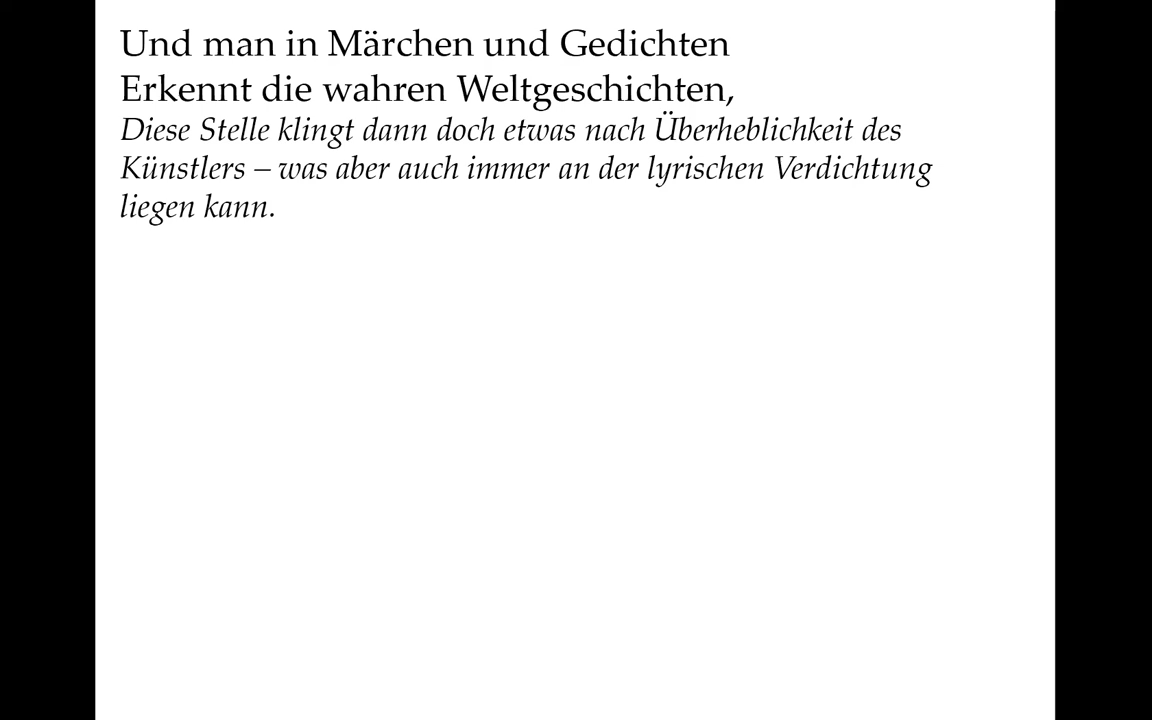 Und man in Märchen und Gedichten
Erkennt die wahren Weltgeschichten,
Diese Stelle klingt dann doch etwas nach Überheblichkeit des
Künstlers – was aber auch immer an der lyrischen Verdichtung
liegen kann.